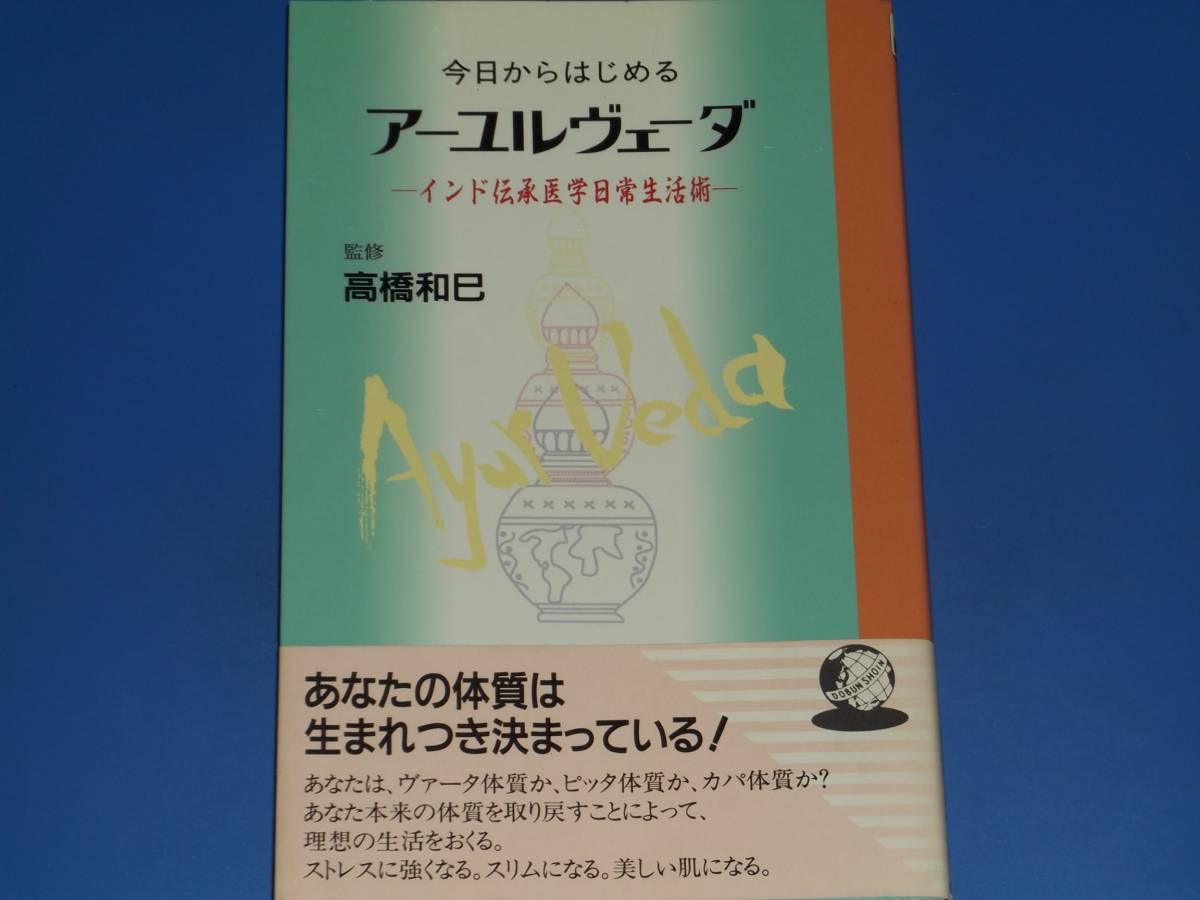 今日からはじめる
アーユルヴェーダ
―インド伝承医学日常生活術―
監修
高橋和巳
Ayur Veda
DOBUN SHOIN
あなたの体質は
生まれつき決まっている!
あなたは、ヴァータ体質か、ピッタ体質か、カパ体質か?
あなた本来の体質を取り戻すことによって、
理想の生活をおくる。
ストレスに強くなる。スリムになる。美しい肌になる。